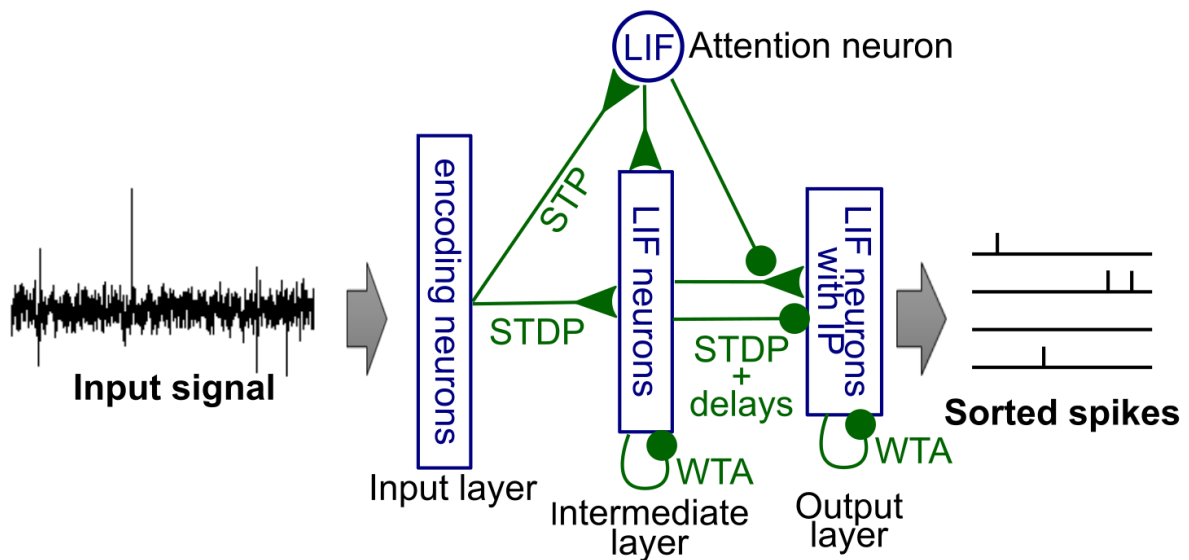 LIF
Attention neuron
Input signal
encoding neurons
Input layer
STP
STDP
LIF neurons
Intermediate
layer
WTA
STDP
+
delays
LIF neurons
with IP
WTA
Output
layer
Sorted spikes